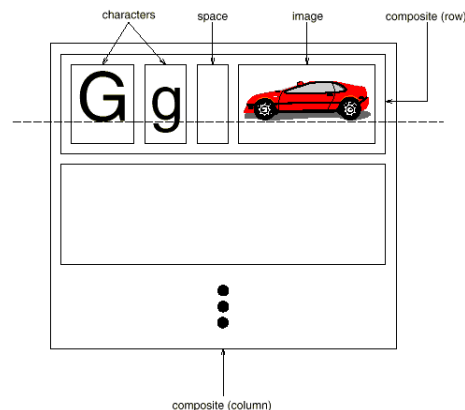 characters
space
image
composite (row)
G
g
composite (column)